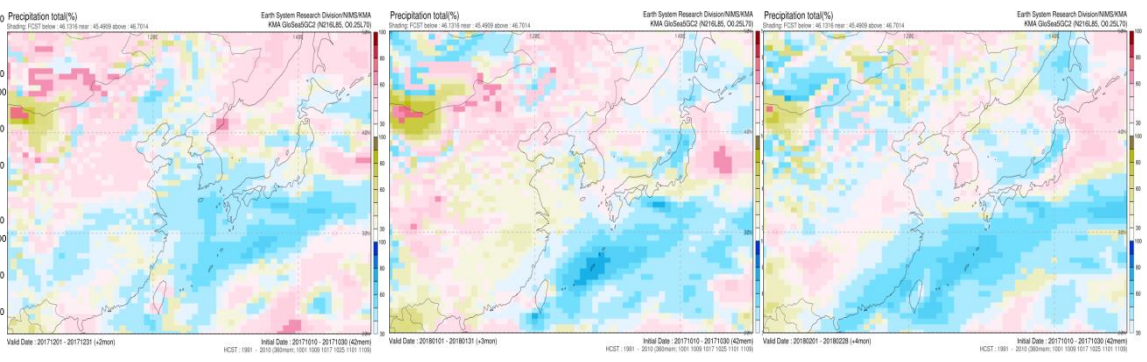 Precipitation total(%)
Earth System Research Division/NIMS/KMA
Shading: FCST below : 46.1316 near : 45.4909 above : 46.7014
KMA GloSea5GC2 (N216L85, O0.25L70)
Valid Date : 20171201 - 20171231 (+2mon)
Initial Date : 20171010 - 20171030 (42mem)
HCST : 1991 - 2010 (360mem; 1001 1009 1017 1025 1101 1109)
Precipitation total(%)
Earth System Research Division/NIMS/KMA
Shading: FCST below : 46.1316 near : 45.4909 above : 46.7014
KMA GloSea5GC2 (N216L85, O0.25L70)
Valid Date : 20180101 - 20180131 (+3mon)
Initial Date : 20171010 - 20171030 (42mem)
HCST : 1991 - 2010 (360mem; 1001 1009 1017 1025 1101 1109)
Precipitation total(%)
Earth System Research Division/NIMS/KMA
Shading: FCST below : 46.1316 near : 45.4909 above : 46.7014
KMA GloSea5GC2 (N216L85, O0.25L70)
Valid Date : 20180201 - 20180228 (+4mon)
Initial Date : 20171010 - 20171030 (42mem)
HCST : 1991 - 2010 (360mem; 1001 1009 1017 1025 1101 1109)